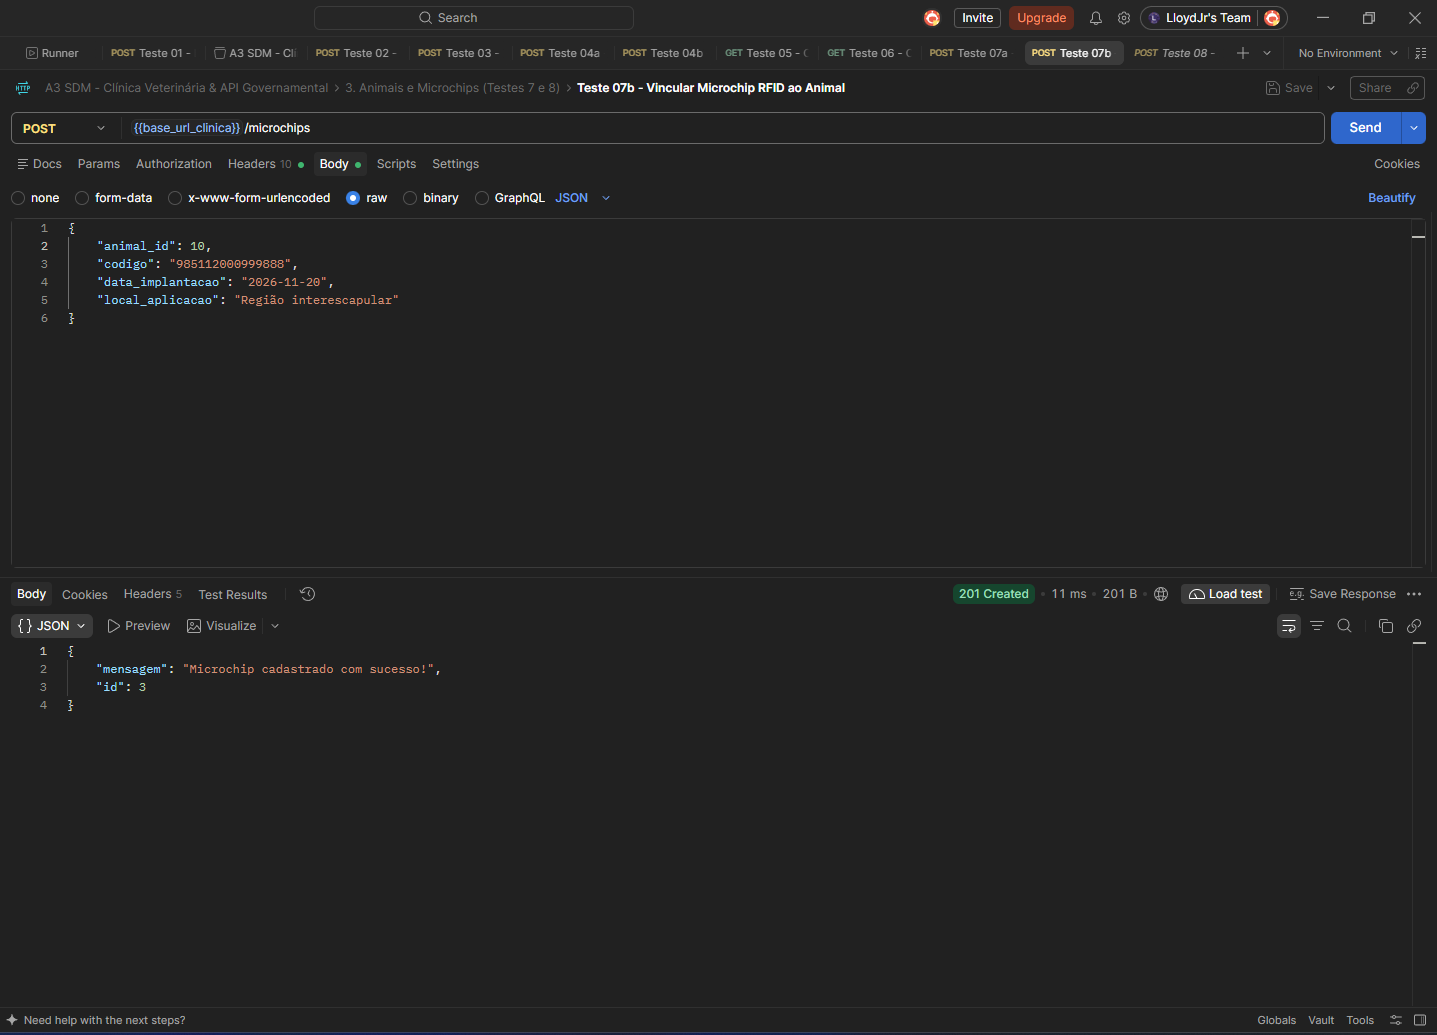 Search
Invite
Upgrade
LloydJr's Team
Runner
POST Teste 01 -
A3 SDM - Clí
POST Teste 02 -
POST Teste 03 -
POST Teste 04a
POST Teste 04b
GET Teste 05 -
GET Teste 06 -
POST Teste 07a
POST Teste 07b
POST Teste 08 -
No Environment
HTTP A3 SDM - Clínica Veterinária & API Governamental > 3. Animais e Microchips (Testes 7 e 8) > Teste 07b - Vincular Microchip RFID ao Animal
Save
Share
POST
{{base_url_clinica}} /microchips
Send
Docs
Params
Authorization
Headers 10
Body
Scripts
Settings
Cookies
none
form-data
x-www-form-urlencoded
raw
binary
GraphQL
JSON
Beautify
1 {
2 "animal_id": 10,
3 "codigo": "985112000999888",
4 "data_implantacao": "2026-11-20",
5 "local_aplicacao": "Região interescapular"
6 }
Body
Cookies
Headers 5
Test Results
201 Created • 11 ms • 201 B
Load test
e.g. Save Response
{} JSON
Preview
Visualize
1 {
2 "mensagem": "Microchip cadastrado com sucesso!",
3 "id": 3
4 }
Need help with the next steps?
Globals
Vault
Tools